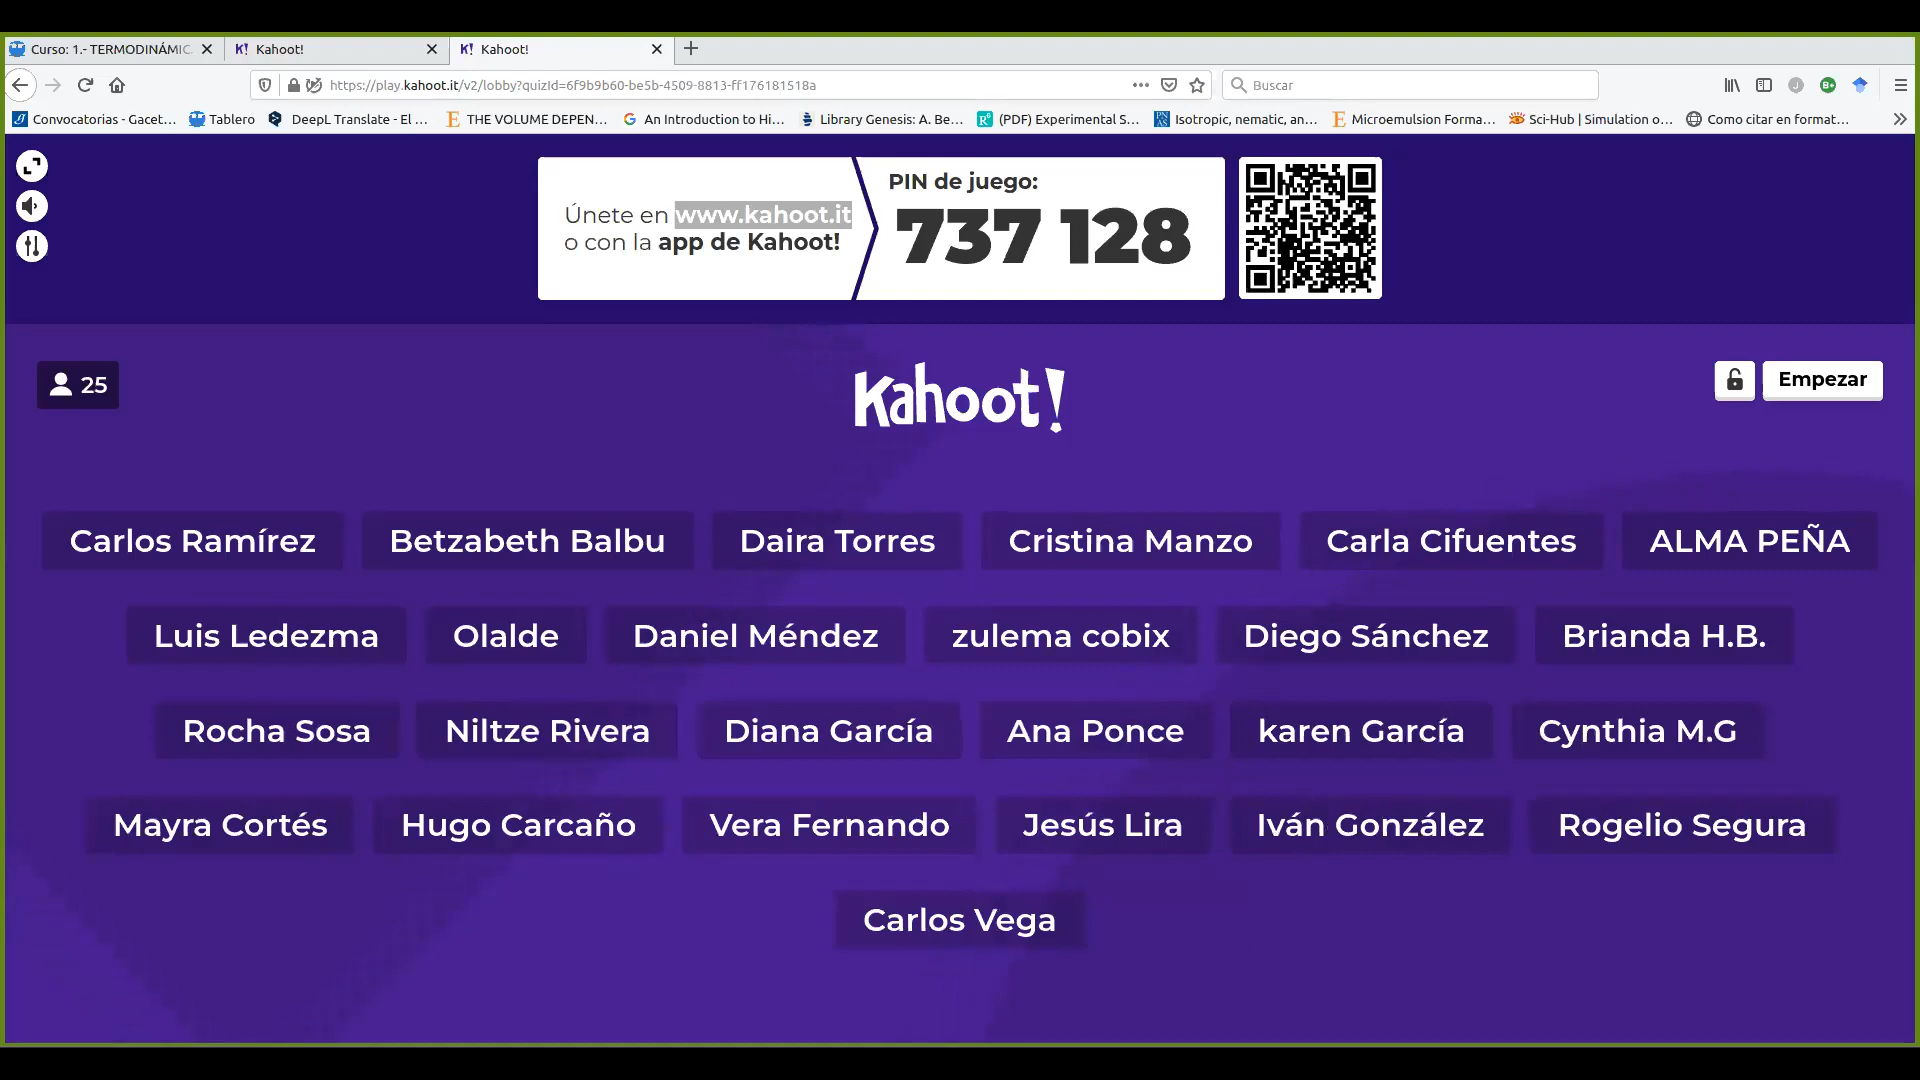 Curso: 1.- TERMODINÁMIC
Kahoot!
Kahoot!
https://play.kahoot.it/v2/lobby?quizId=6f9b9b60-be5b-4509-8813-ff176181518a
Buscar
Convocatorias - Gacet... Tablero DeepL Translate - El ... THE VOLUME DEPEN... An Introduction to Hi... Library Genesis: A. Be... (PDF) Experimental S... Isotropic, nematic, an... Microemulsion Forma... Sci-Hub | Simulation o... Como citar en format...
Únete en www.kahoot.it
o con la app de Kahoot!
PIN de juego:
737 128
25
Kahoot!
Empezar
Carlos Ramírez Betzabeth Balbu Daira Torres Cristina Manzo Carla Cifuentes ALMA PEÑA
Luis Ledezma Olalde Daniel Méndez zulema cobix Diego Sánchez Brianda H.B.
Rocha Sosa Niltze Rivera Diana García Ana Ponce karen García Cynthia M.G
Mayra Cortés Hugo Carcaño Vera Fernando Jesús Lira Iván González Rogelio Segura
Carlos Vega